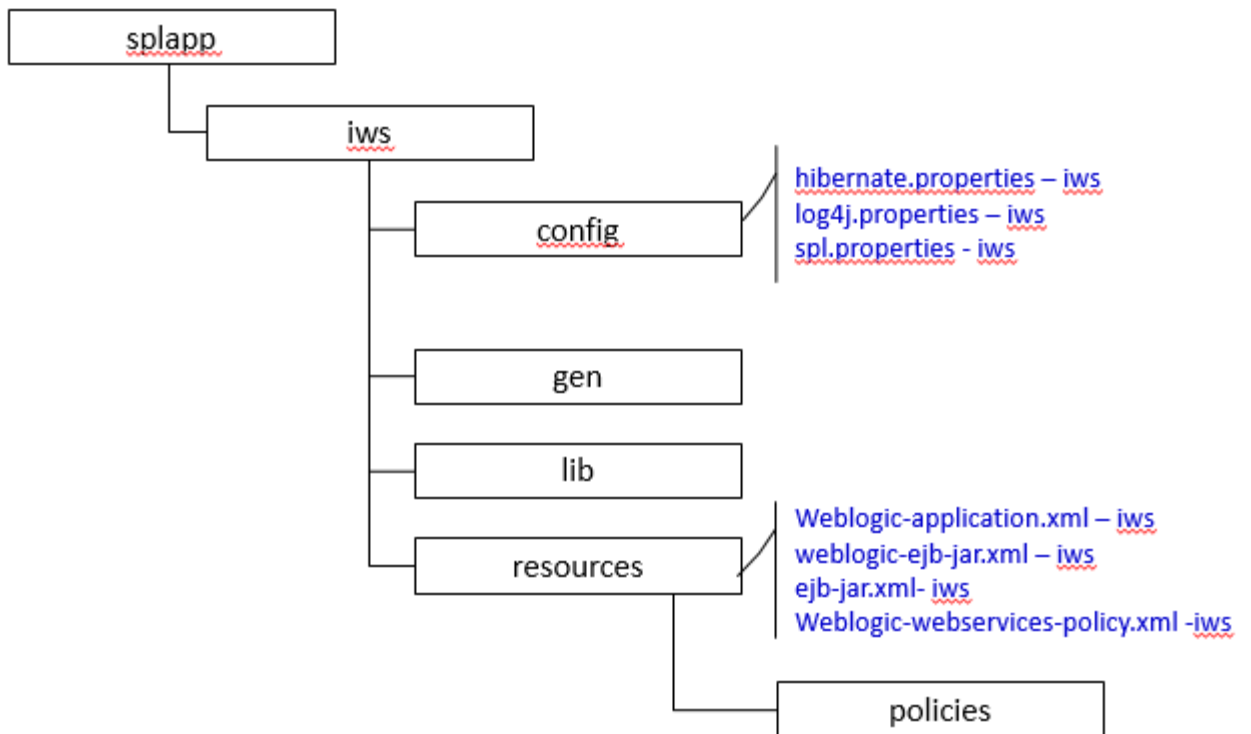 splapp
iws
config
hibernate.properties – iws
log4j.properties – iws
spl.properties - iws
gen
lib
resources
Weblogic-application.xml – iws
weblogic-ejb-jar.xml – iws
ejb-jar.xml- iws
Weblogic-webservices-policy.xml -iws
policies